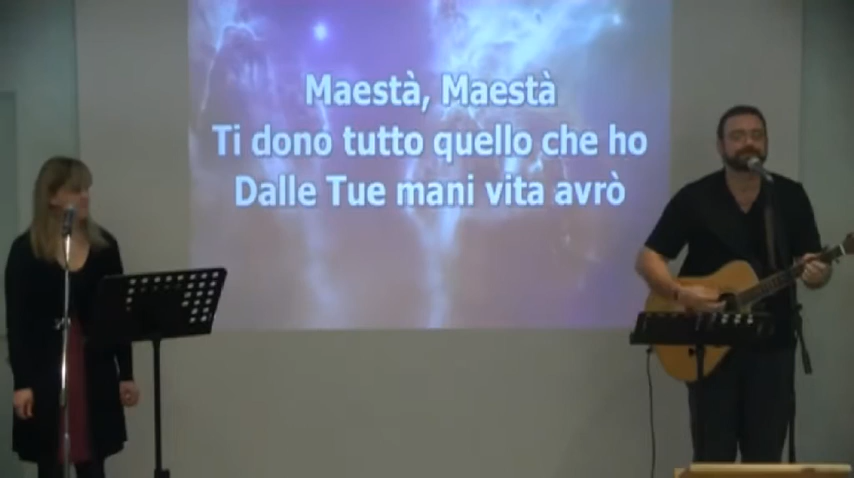 Maestà, Maestà
Ti dono tutto quello che ho
Dalle Tue mani vita avrò